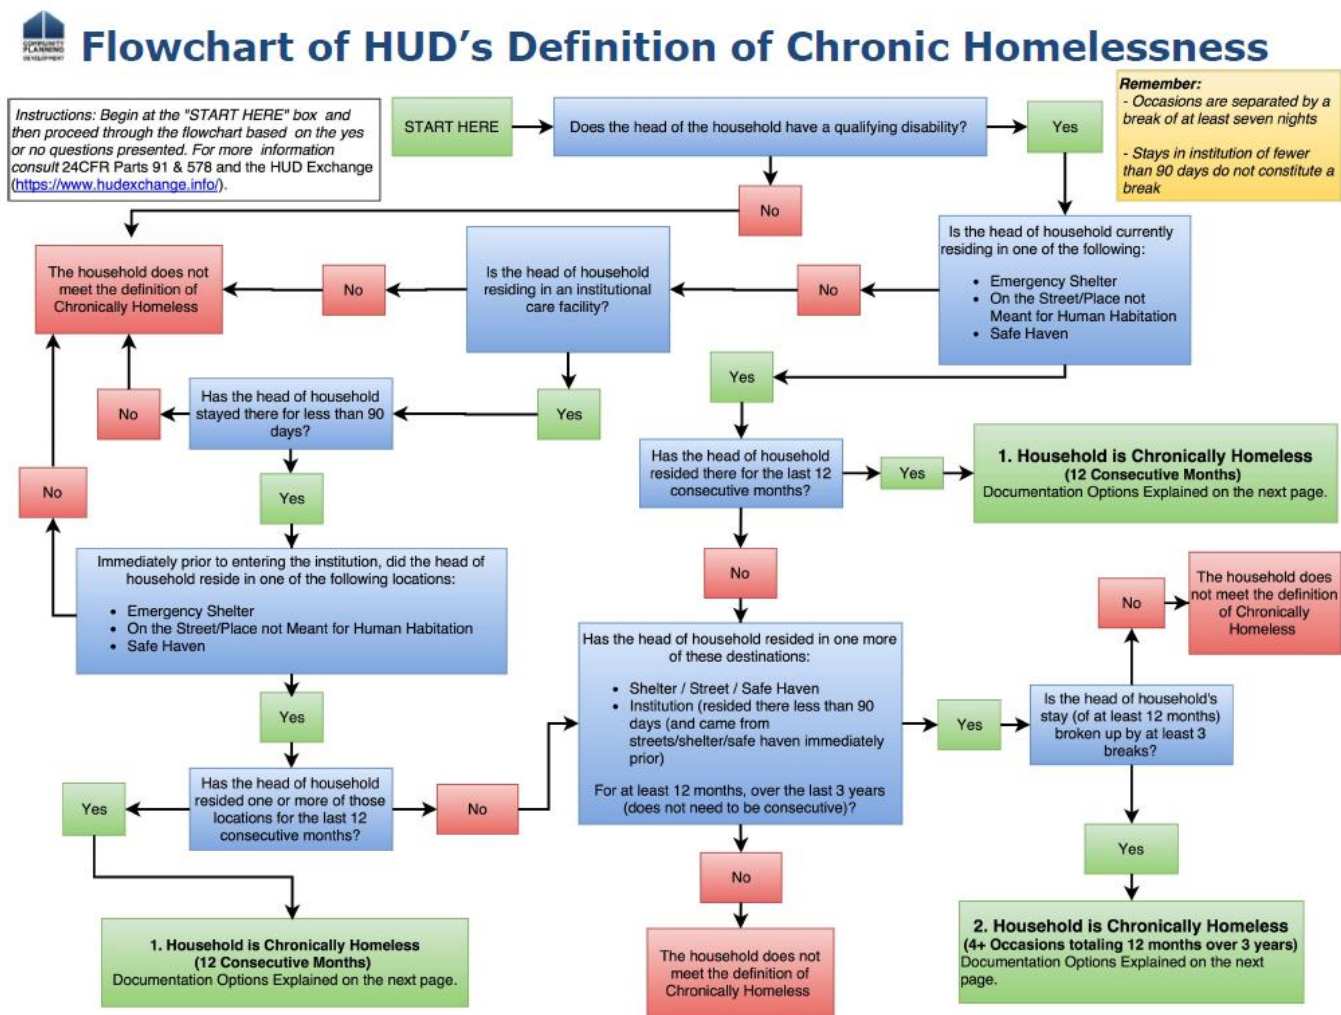 COMMUNITY
PLANNING
DEVELOPMENT
Flowchart of HUD's Definition of Chronic Homelessness
Instructions: Begin at the "START HERE" box and
then proceed through the flowchart based on the yes
or no questions presented. For more information
consult 24CFR Parts 91 & 578 and the HUD Exchange
(https://www.hudexchange.info/).
START HERE
Does the head of the household have a qualifying disability?
Yes
Remember:
- Occasions are separated by a
break of at least seven nights
- Stays in institution of fewer
than 90 days do not constitute a
break
No
The household does not
meet the definition of
Chronically Homeless
No
Is the head of household
residing in an institutional
care facility?
No
Is the head of household currently
residing in one of the following:
• Emergency Shelter
• On the Street/Place not
Meant for Human Habitation
• Safe Haven
No
Has the head of household
stayed there for less than 90
days?
Yes
Yes
No
Yes
Has the head of household
resided there for the last 12
consecutive months?
Yes
1. Household is Chronically Homeless
(12 Consecutive Months)
Documentation Options Explained on the next page.
Immediately prior to entering the institution, did the head of
household reside in one of the following locations:
• Emergency Shelter
• On the Street/Place not Meant for Human Habitation
• Safe Haven
No
No
The household does
not meet the definition
of Chronically
Homeless
Yes
Has the head of household resided in one more
of these destinations:
• Shelter / Street / Safe Haven
• Institution (resided there less than 90
days (and came from
streets/shelter/safe haven immediately
prior)
For at least 12 months, over the last 3 years
(does not need to be consecutive)?
Yes
Is the head of household's
stay (of at least 12 months)
broken up by at least 3
breaks?
Yes
Has the head of household
resided one or more of those
locations for the last 12
consecutive months?
No
No
Yes
1. Household is Chronically Homeless
(12 Consecutive Months)
Documentation Options Explained on the next page.
The household does not
meet the definition of
Chronically Homeless
2. Household is Chronically Homeless
(4+ Occasions totaling 12 months over 3 years)
Documentation Options Explained on the next
page.